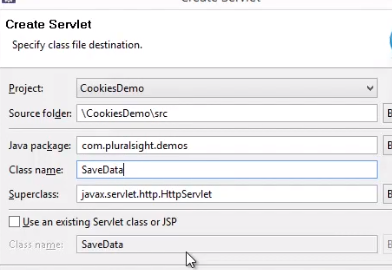 Create Servlet
Create Servlet
Specify class file destination.
Project: CookiesDemo
Source folder: \CookiesDemo\src
Java package: com.pluralsight.demos
Class name: SaveData
Superclass: javax.servlet.http.HttpServlet
Use an existing Servlet class or JSP
Class name: SaveData